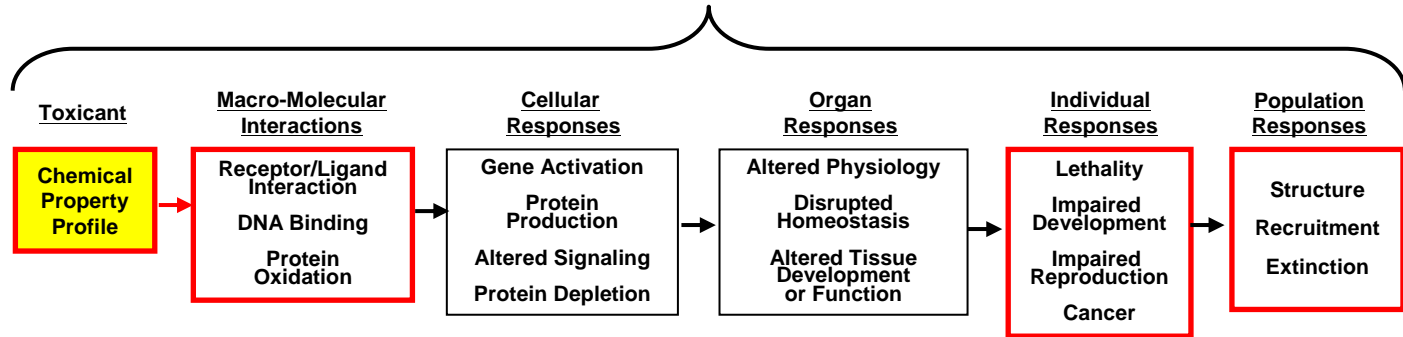 Toxicant
Chemical
Property
Profile
Macro-Molecular
Interactions
Receptor/Ligand
Interaction
DNA Binding
Protein
Oxidation
Cellular
Responses
Gene Activation
Protein
Production
Altered Signaling
Protein Depletion
Organ
Responses
Altered Physiology
Disrupted
Homeostasis
Altered Tissue
Development
or Function
Individual
Responses
Lethality
Impaired
Development
Impaired
Reproduction
Cancer
Population
Responses
Structure
Recruitment
Extinction